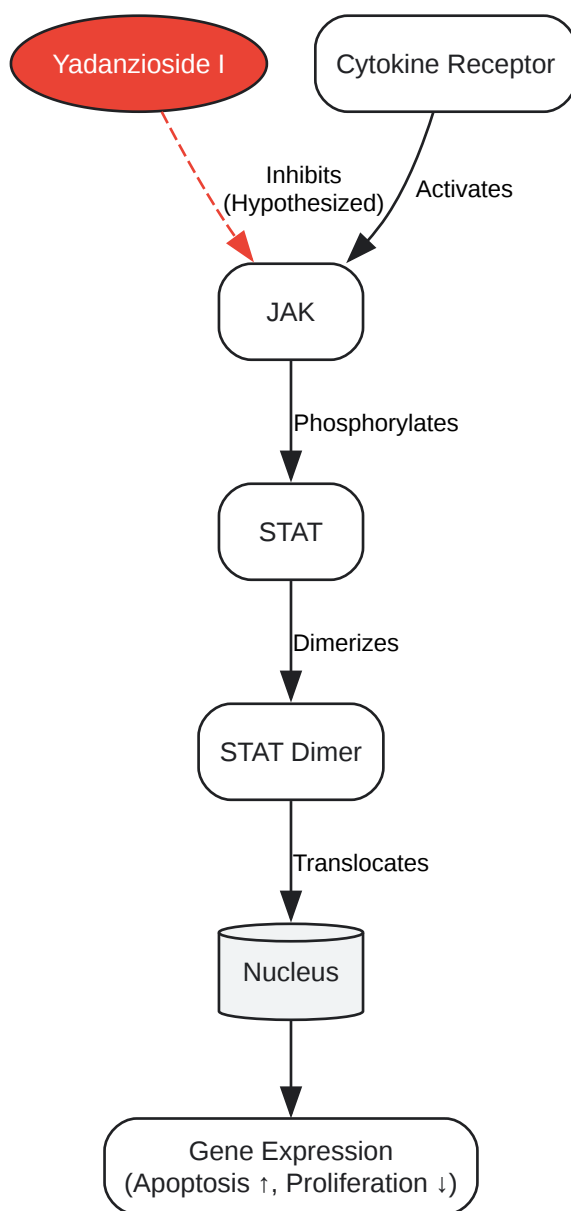 Yadanzioside I
Cytokine Receptor
Inhibits
(Hypothesized)
Activates
JAK
Phosphorylates
STAT
Dimerizes
STAT Dimer
Translocates
Nucleus
Gene Expression
(Apoptosis ↑, Proliferation ↓)